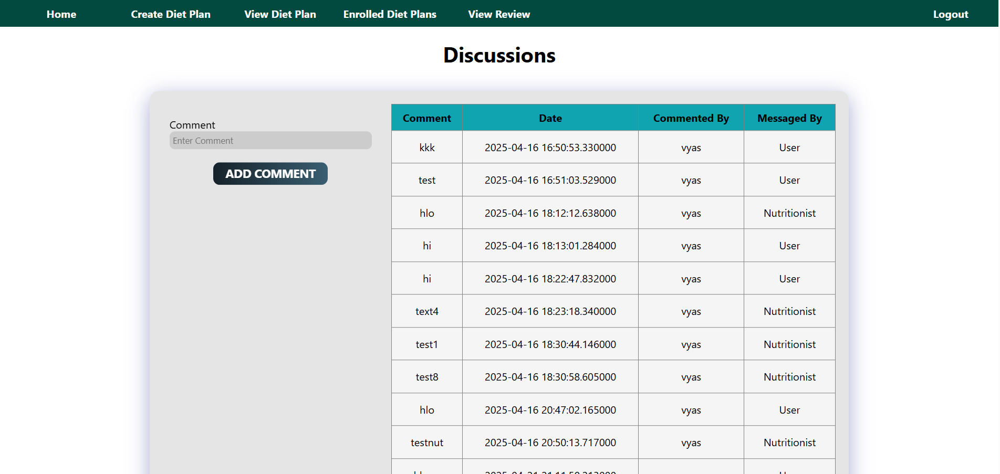 Home Create Diet Plan View Diet Plan Enrolled Diet Plans View Review Logout
Discussions
Comment
Enter Comment
ADD COMMENT
Comment Date Commented By Messaged By
kkk 2025-04-16 16:50:53.330000 vyas User
test 2025-04-16 16:51:03.529000 vyas User
hlo 2025-04-16 18:12:12.638000 vyas Nutritionist
hi 2025-04-16 18:13:01.284000 vyas User
hi 2025-04-16 18:22:47.832000 vyas User
text4 2025-04-16 18:23:18.340000 vyas Nutritionist
test1 2025-04-16 18:30:44.146000 vyas Nutritionist
test8 2025-04-16 18:30:58.605000 vyas Nutritionist
hlo 2025-04-16 20:47:02.165000 vyas User
testnut 2025-04-16 20:50:13.717000 vyas Nutritionist
User